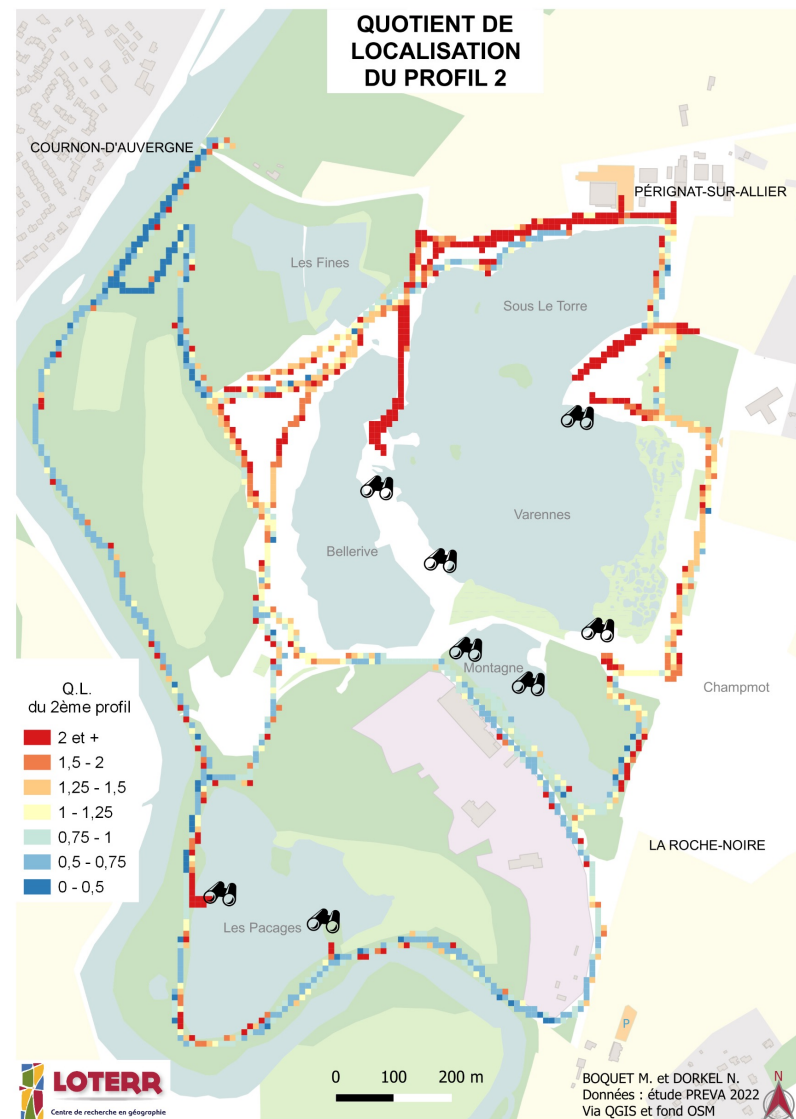 QUOTIENT DE
LOCALISATION
DU PROFIL 2
COURNON-D'AUVERGNE
PÉRIGNAT-SUR-ALLIER
Les Fines
Sous Le Torre
Varennes
Bellerive
Montagne
Champmot
Q.L.
du 2ème profil
2 et +
1,5 - 2
1,25 - 1,5
1 - 1,25
0,75 - 1
0,5 - 0,75
0 - 0,5
LA ROCHE-NOIRE
Les Pacages
P
LOTERR
Centre de recherche en géographie
0 100 200 m
BOQUET M. et DORKEL N.
Données : étude PREVA 2022
Via QGIS et fond OSM
N